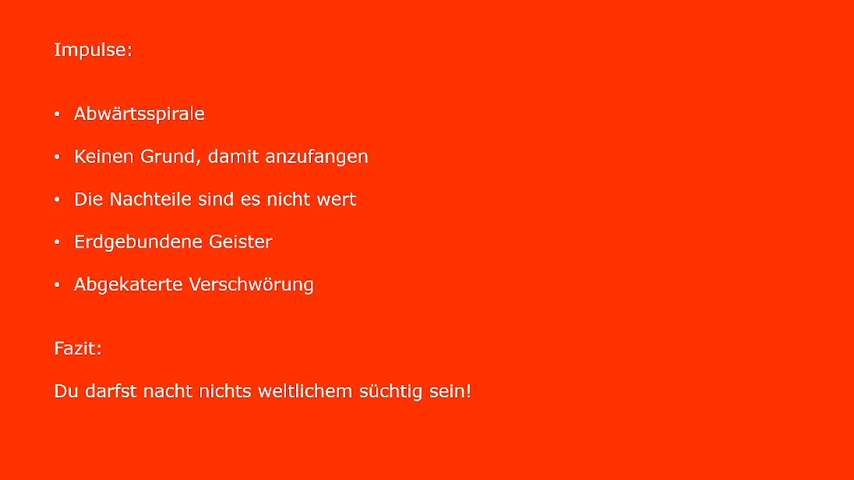 Impulse:
• Abwärtsspirale
• Keinen Grund, damit anzufangen
• Die Nachteile sind es nicht wert
• Erdgebundene Geister
• Abgekaterte Verschwörung
Fazit:
Du darfst nacht nichts weltlichem süchtig sein!